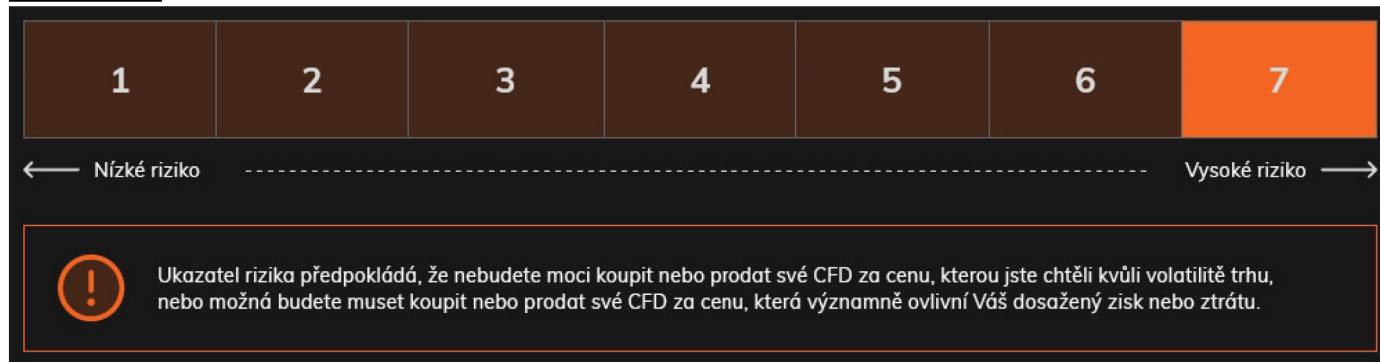 1 2 3 4 5 6 7
Nízké riziko Vysoké riziko
Ukazatel rizika předpokládá, že nebudete moci koupit nebo prodat své CFD za cenu, kterou jste chtěli kvůli volatilitě trhu,
nebo možná budete muset koupit nebo prodat své CFD za cenu, která významně ovlivní Váš dosažený zisk nebo ztrátu.